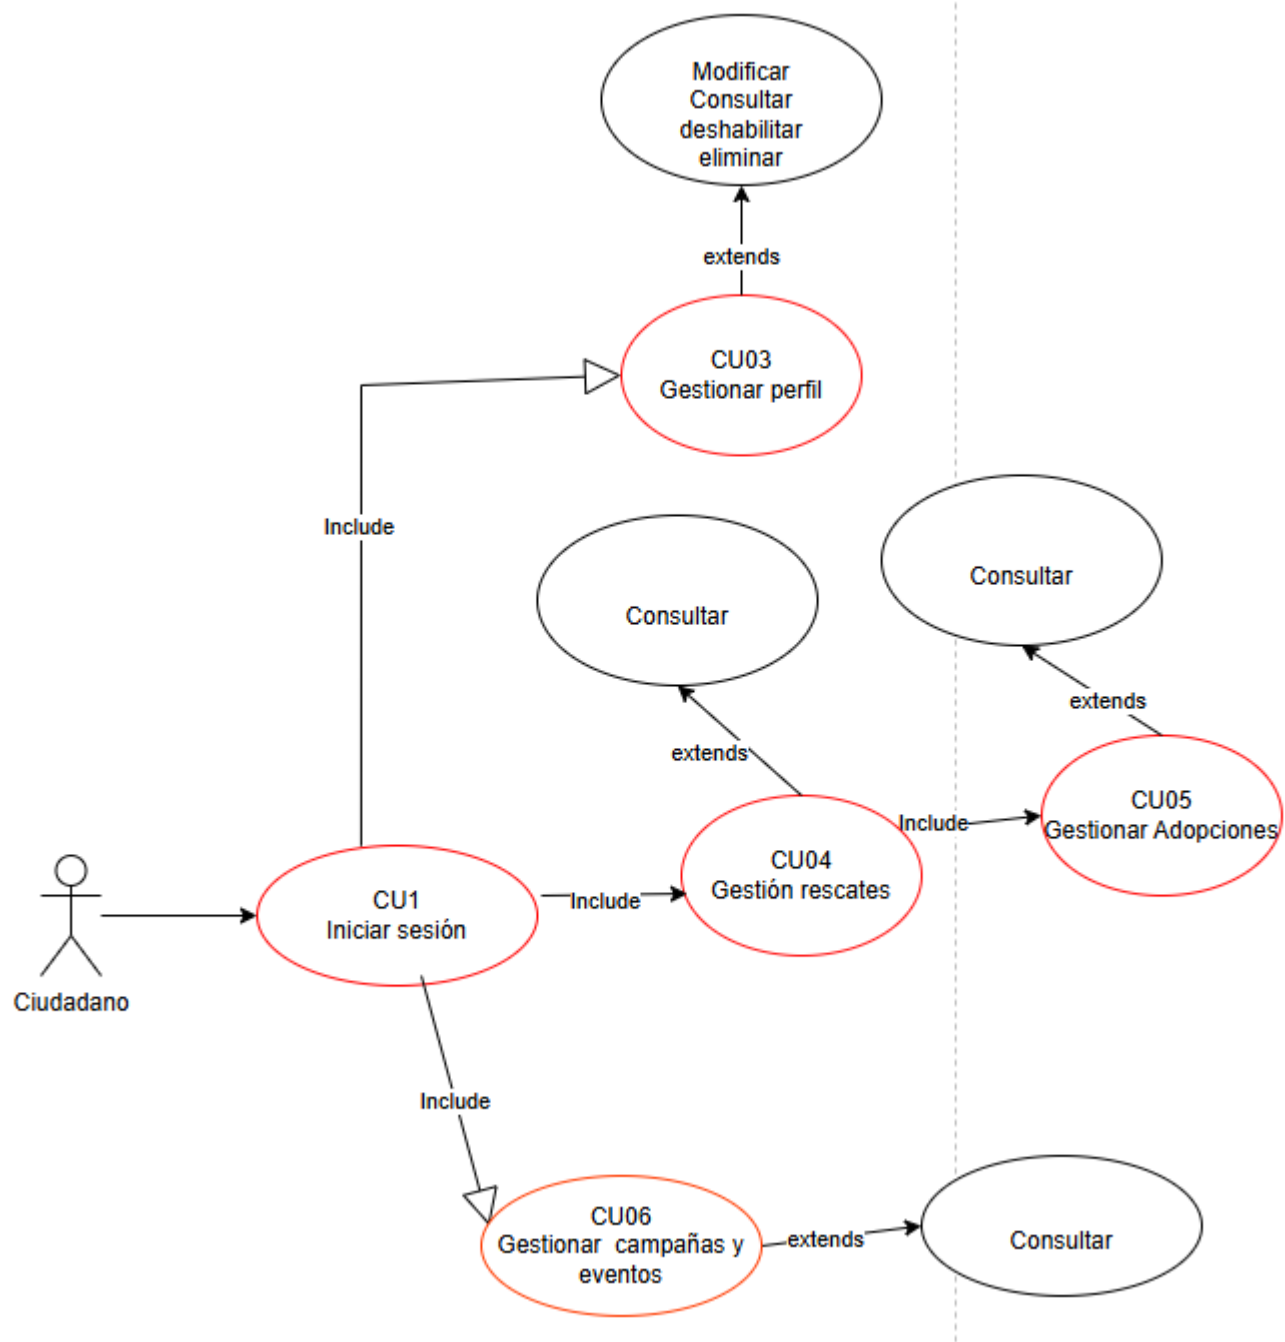 Modificar
Consultar
deshabilitar
eliminar
extends
CU03
Gestionar perfil
Include
Consultar
Consultar
extends
extends
CU04
Gestión rescates
Include
CU05
Gestionar Adopciones
Ciudadano
CU1
Iniciar sesión
Include
Include
CU06
Gestionar  campañas y
eventos
extends
Consultar